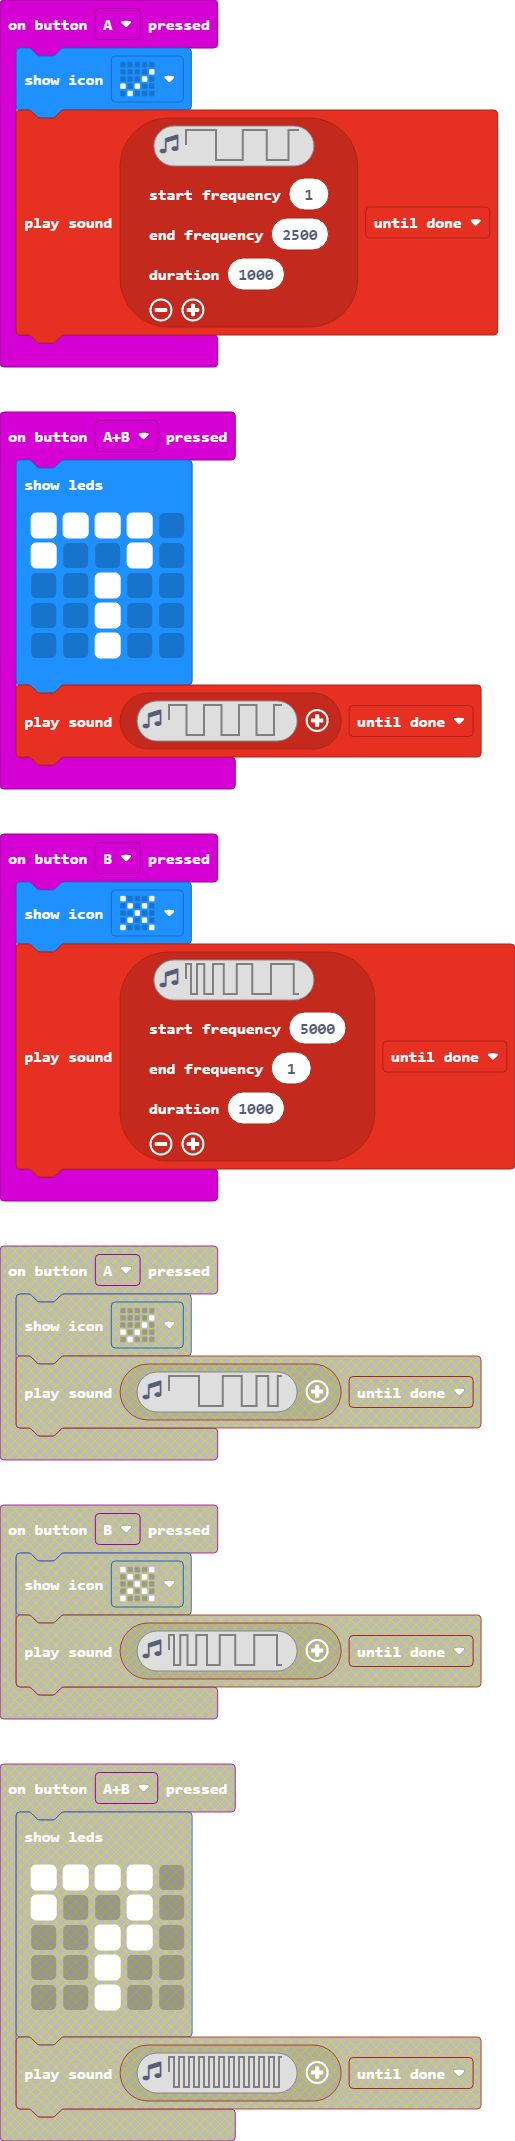 on button A pressed
show icon
start frequency 1
play sound until done
end frequency 2500
duration 1000
on button A+B pressed
show leds
play sound until done
on button B pressed
show icon
start frequency 5000
play sound until done
end frequency 1
duration 1000
on button A pressed
show icon
play sound until done
on button B pressed
show icon
play sound until done
on button A+B pressed
show leds
play sound until done